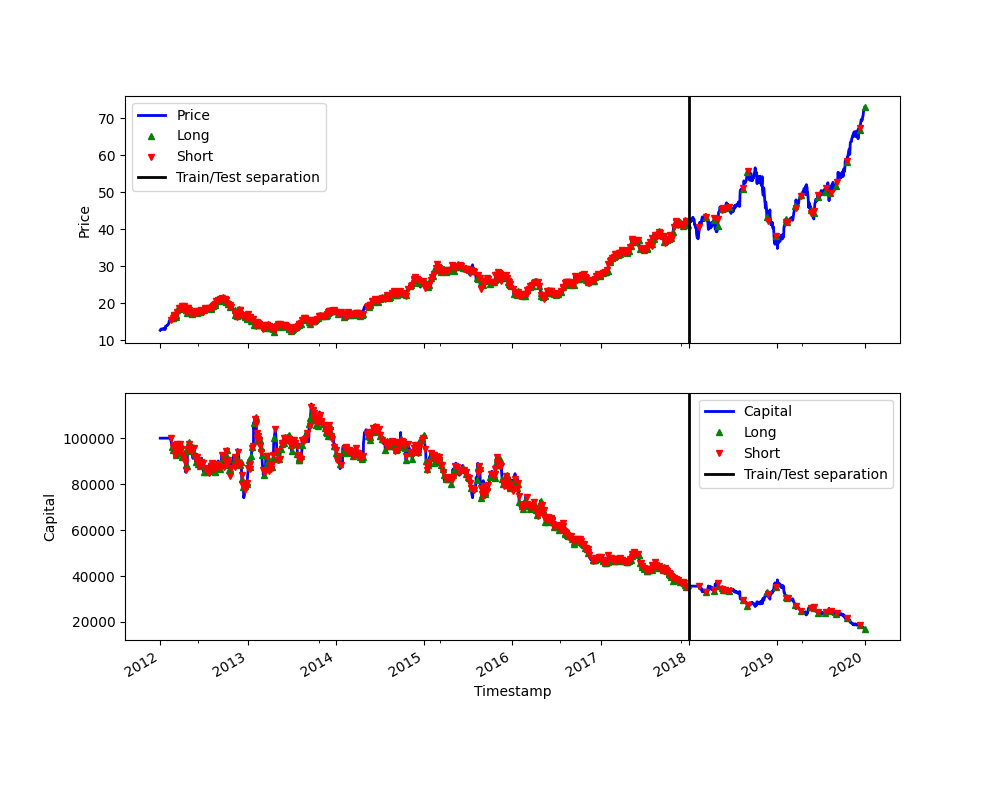 Price
Long
Short
Train/Test separation
70
60
50
40
30
20
10
Price
Capital
Long
Short
Train/Test separation
100000
80000
60000
40000
20000
Capital
2012 2013 2014 2015 2016 2017 2018 2019 2020
Timestamp